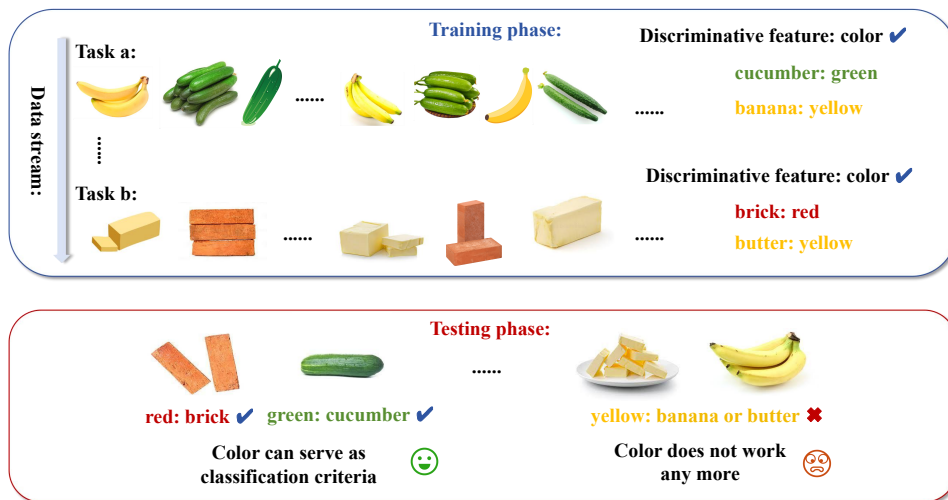 Training phase:
Task a:
Discriminative feature: color ✔
cucumber: green
banana: yellow
......
......
Data stream::
......
Task b:
Discriminative feature: color ✔
brick: red
butter: yellow
......
......
Testing phase:
......
red: brick ✔
green: cucumber ✔
yellow: banana or butter ✖
Color can serve as
classification criteria
Color does not work
any more